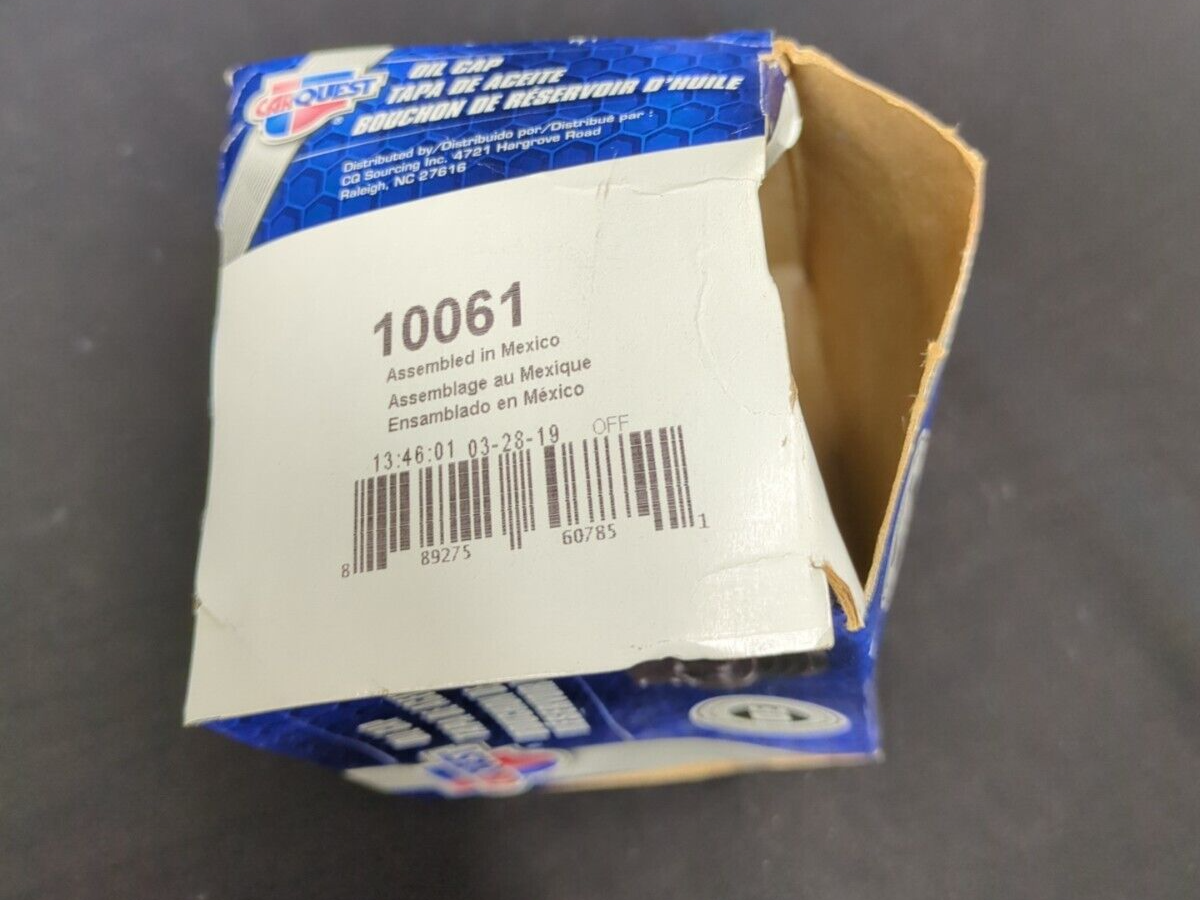 CARQUEST®
OIL CAP
TAPA DE ACEITE
BOUCHON DE RÉSERVOIR D'HUILE
Distributed by/Distribuido por/Distribué par :
CQ Sourcing Inc. 4721 Hargrove Road
Raleigh, NC 27616
10061
Assembled in Mexico
Assemblage au Mexique
Ensamblado en México
13:46:01 03-28-19 OFF
8 89275 60785 1